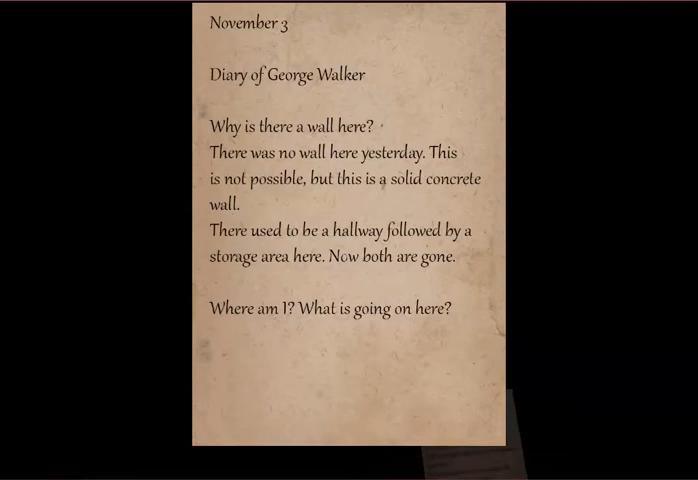 November 3
Diary of George Walker
Why is there a wall here?
There was no wall here yesterday. This
is not possible, but this is a solid concrete
wall.
There used to be a hallway followed by a
storage area here. Now both are gone.
Where am I? What is going on here?